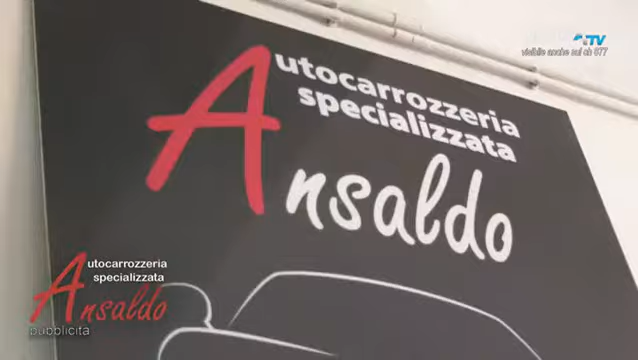 TV
visibile anche sul ch 677
Autocarrozzeria
specializzata
Ansaldo
Autocarrozzeria
specializzata
Ansaldo
pubblicità